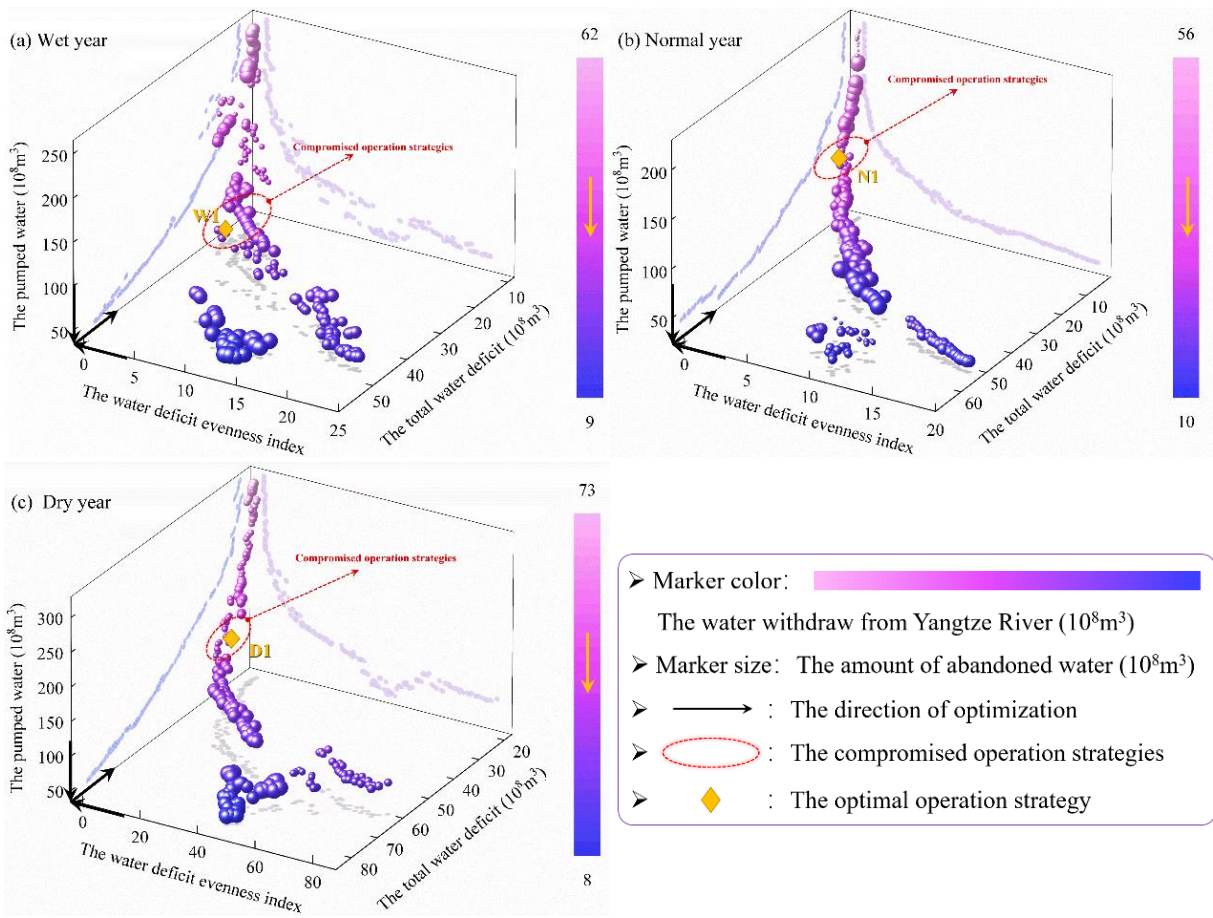 (a) Wet year
Compromised operation strategies
W1
The pumped water (10⁸m³)
250
200
150
100
50
0
5
10
15
20
25
The water deficit evenness index
50
40
30
20
10
The total water deficit (10⁸m³)
62
9
(b) Normal year
Compromised operation strategies
N1
The pumped water (10⁸m³)
200
150
100
50
0
5
10
15
20
The water deficit evenness index
60
50
40
30
20
10
The total water deficit (10⁸m³)
56
10
(c) Dry year
Compromised operation strategies
D1
The pumped water (10⁸m³)
300
250
200
150
100
50
0
20
40
60
80
The water deficit evenness index
80
70
60
50
40
30
20
The total water deficit (10⁸m³)
73
8
➢ Marker color:
The water withdraw from Yangtze River (10⁸m³)
➢ Marker size: The amount of abandoned water (10⁸m³)
➢ : The direction of optimization
➢ : The compromised operation strategies
➢ : The optimal operation strategy